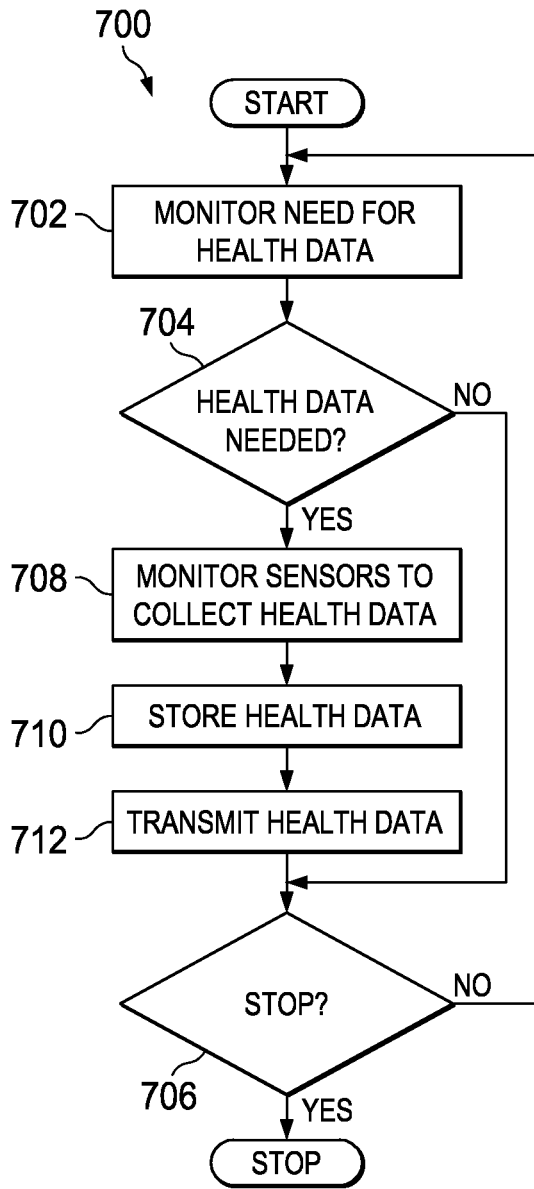 700
START
702
MONITOR NEED FOR
HEALTH DATA
704
HEALTH DATA
NEEDED?
NO
YES
708
MONITOR SENSORS TO
COLLECT HEALTH DATA
710
STORE HEALTH DATA
712
TRANSMIT HEALTH DATA
STOP?
NO
706
YES
STOP